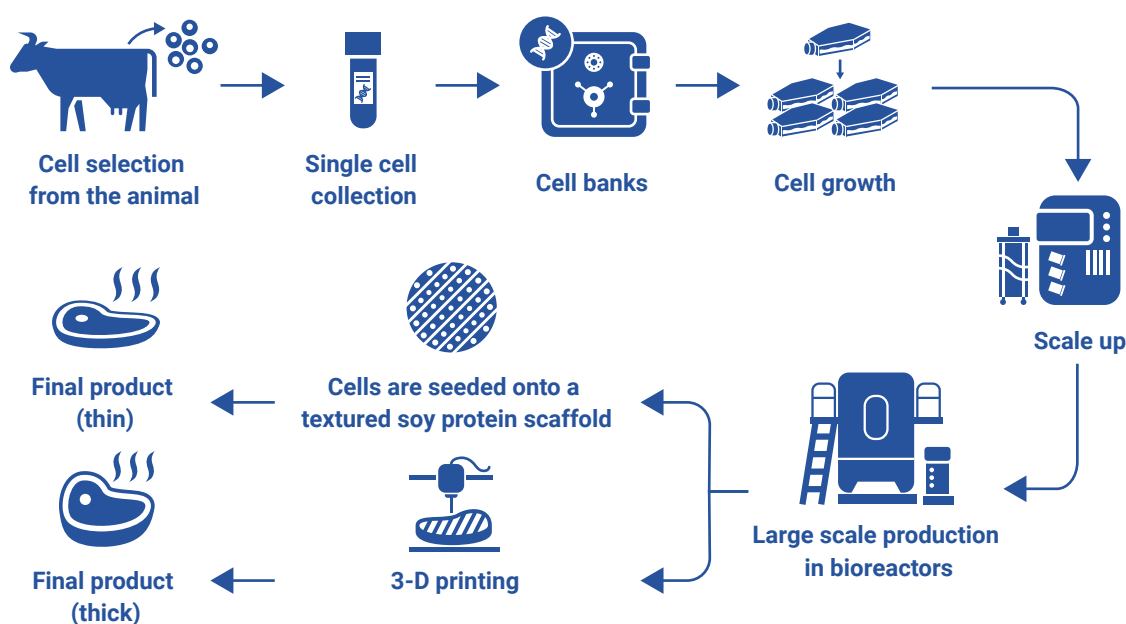 Cell selection
from the animal
Single cell
collection
Cell banks
Cell growth
Scale up
Large scale production
in bioreactors
Cells are seeded onto a
textured soy protein scaffold
Final product
(thin)
3-D printing
Final product
(thick)